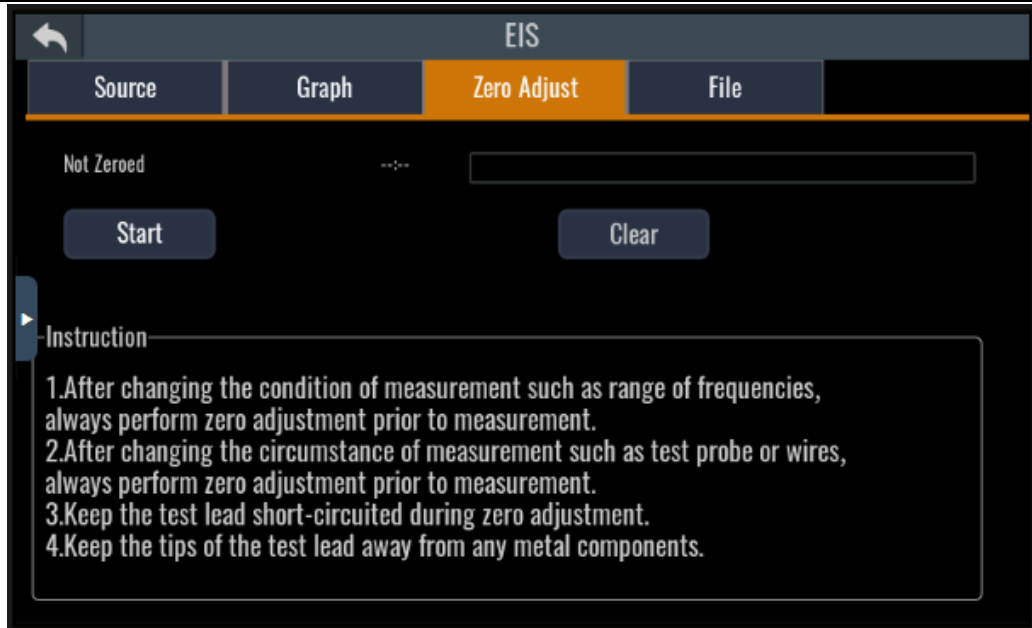 EIS
Source Graph Zero Adjust File
Not Zeroed --:--
Start Clear
Instruction
1.After changing the condition of measurement such as range of frequencies,
always perform zero adjustment prior to measurement.
2.After changing the circumstance of measurement such as test probe or wires,
always perform zero adjustment prior to measurement.
3.Keep the test lead short-circuited during zero adjustment.
4.Keep the tips of the test lead away from any metal components.